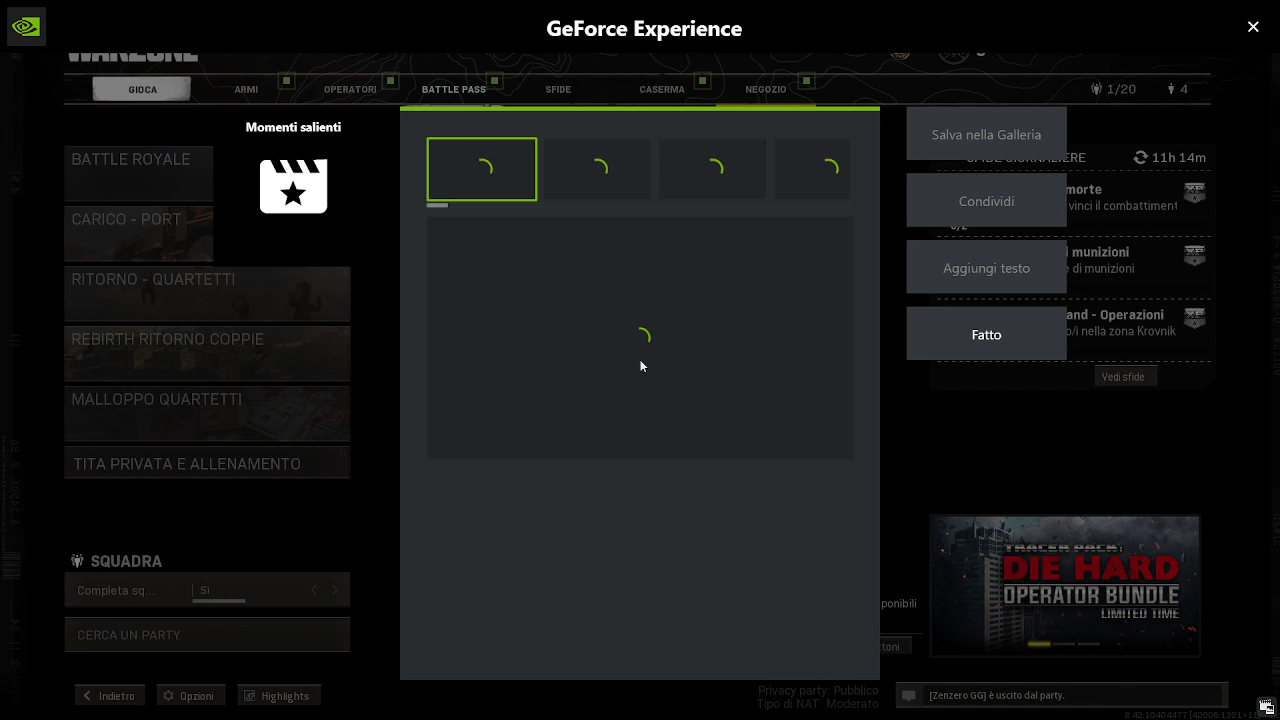 GeForce Experience
WARZONE
GIOCA
ARMI
OPERATORI
BATTLE PASS
SFIDE
CASERMA
NEGOZIO
1/20
4
Momenti salienti
BATTLE ROYALE
CARICO - PORT
RITORNO - QUARTETTI
REBIRTH RITORNO COPPIE
MALLOPPO QUARTETTI
TITA PRIVATA E ALLENAMENTO
SQUADRA
Completa sq...
Sì
CERCA UN PARTY
Indietro
Opzioni
Highlights
Salva nella Galleria
Condividi
Aggiungi testo
Fatto
11h 14m
morte
vinci il combattiment
munizioni
e di munizioni
and - Operazioni
o/i nella zona Krovnik
Vedi sfide
TRACER PACK:
DIE HARD
OPERATOR BUNDLE
LIMITED TIME
ponibili
toni
Privacy party: Pubblico
Tipo di NAT: Moderato
[Zenzero GG] è uscito dal party.